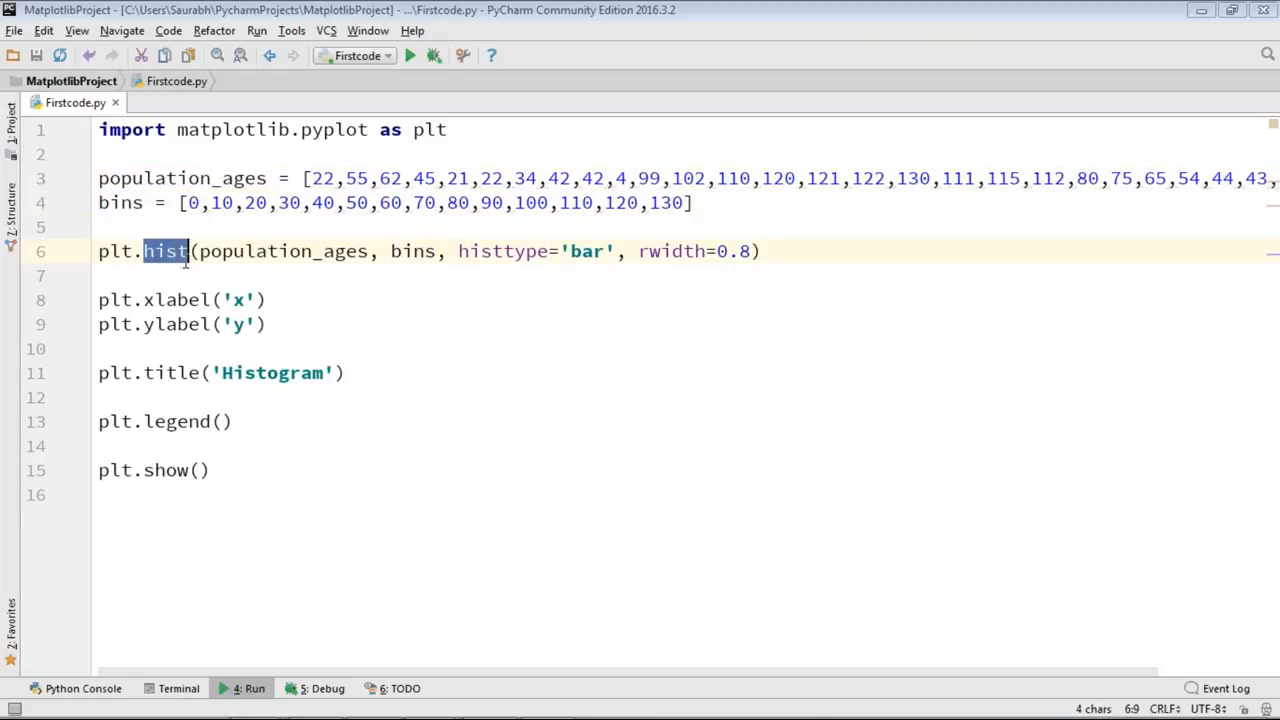 MatplotlibProject - [C:\Users\Saurabh\PycharmProjects\MatplotlibProject] - ...\Firstcode.py - PyCharm Community Edition 2016.3.2
File Edit View Navigate Code Refactor Run Tools VCS Window Help
Firstcode
MatplotlibProject Firstcode.py
Firstcode.py
1: Project
2: Structure
2: Favorites
1 import matplotlib.pyplot as plt
2
3 population_ages = [22,55,62,45,21,22,34,42,42,4,99,102,110,120,121,122,130,111,115,112,80,75,65,54,44,43,
4 bins = [0,10,20,30,40,50,60,70,80,90,100,110,120,130]
5
6 plt.hist(population_ages, bins, histtype='bar', rwidth=0.8)
7
8 plt.xlabel('x')
9 plt.ylabel('y')
10
11 plt.title('Histogram')
12
13 plt.legend()
14
15 plt.show()
16
Python Console Terminal 4: Run 5: Debug 6: TODO Event Log
4 chars 6:9 CRLF÷ UTF-8÷